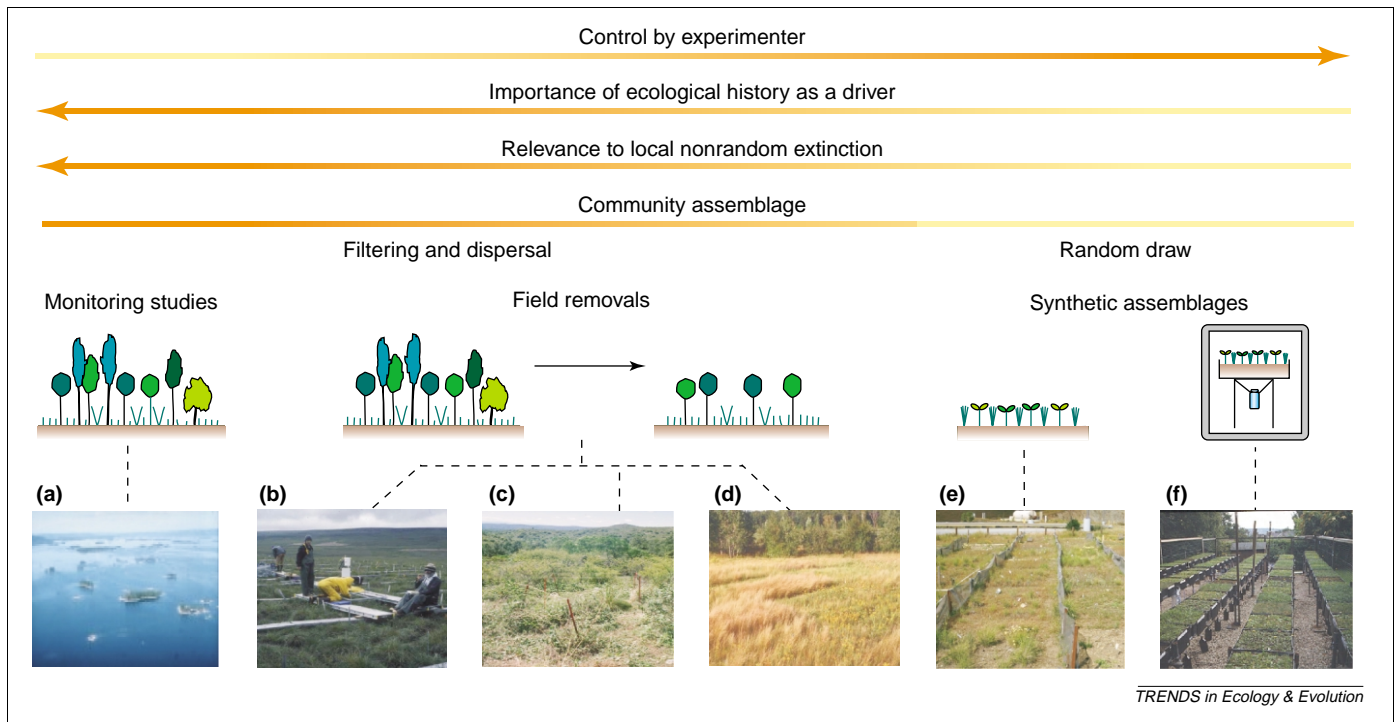 Control by experimenter
Importance of ecological history as a driver
Relevance to local nonrandom extinction
Community assemblage
Filtering and dispersal
Random draw
Monitoring studies
Field removals
Synthetic assemblages
(a)
(b)
(c)
(d)
(e)
(f)
TRENDS in Ecology & Evolution